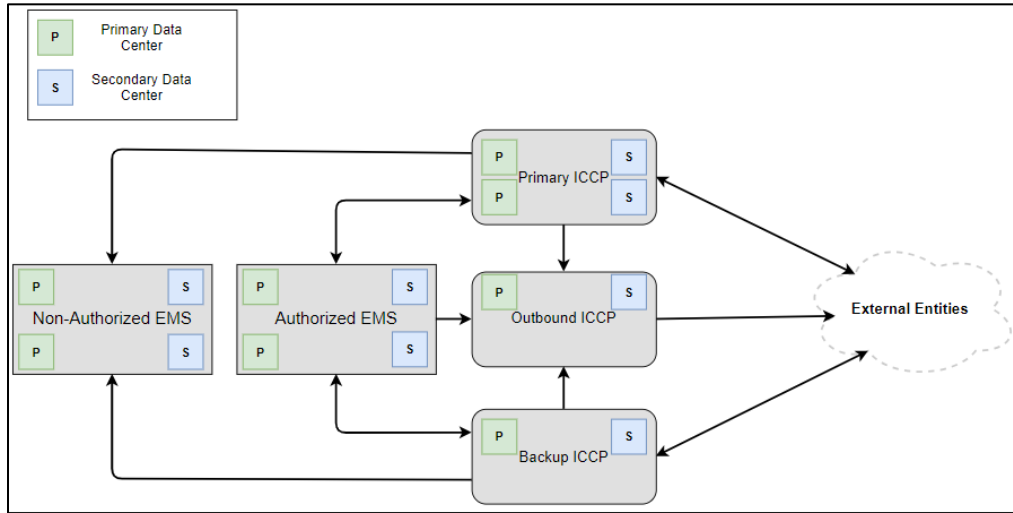 P
Primary Data
Center
S
Secondary Data
Center
P
S
Primary ICCP
P
S
P
S
Non-Authorized EMS
P
S
P
S
Authorized EMS
P
S
P
S
Outbound ICCP
External Entities
P
S
Backup ICCP